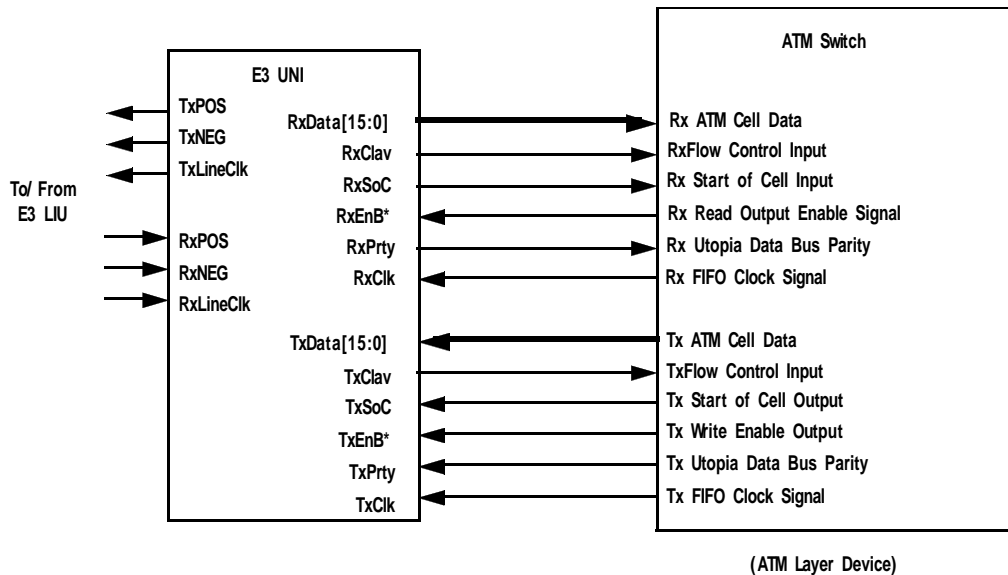 ATM Switch
E3 UNI
TxPOS
TxNEG
TxLineClk
To/ From
E3 LIU
RxPOS
RxNEG
RxLineClk
RxData[15:0]
RxClav
RxSoC
RxEnB*
RxPrty
RxClk
TxData[15:0]
TxClav
TxSoC
TxEnB*
TxPrty
TxClk
Rx ATM Cell Data
RxFlow Control Input
Rx Start of Cell Input
Rx Read Output Enable Signal
Rx Utopia Data Bus Parity
Rx FIFO Clock Signal
Tx ATM Cell Data
TxFlow Control Input
Tx Start of Cell Output
Tx Write Enable Output
Tx Utopia Data Bus Parity
Tx FIFO Clock Signal
(ATM Layer Device)